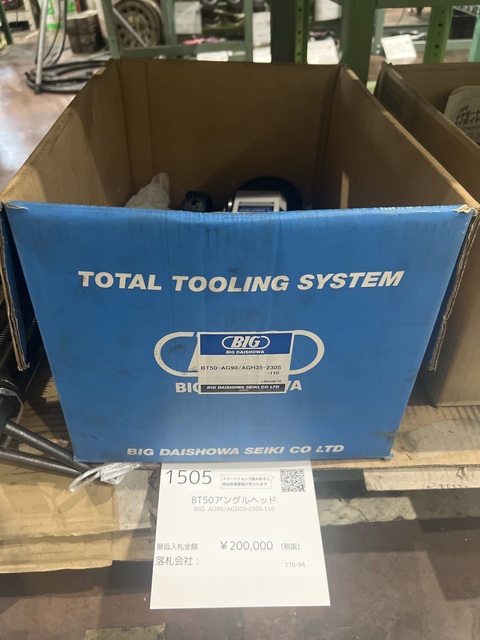 TOTAL TOOLING SYSTEM
BIG
BIG DAISHOWA
BT50-AG90/AGH35-230S
-110
BIG DAISHOWA SEIKI CO LTD
BIG DAISHOWA SEIKI CO LTD
1505
BT50アングルヘッド
BIG AG90/AGH35-230S-110
最低入札金額 ¥200,000 (税抜)
落札会社：
110-94